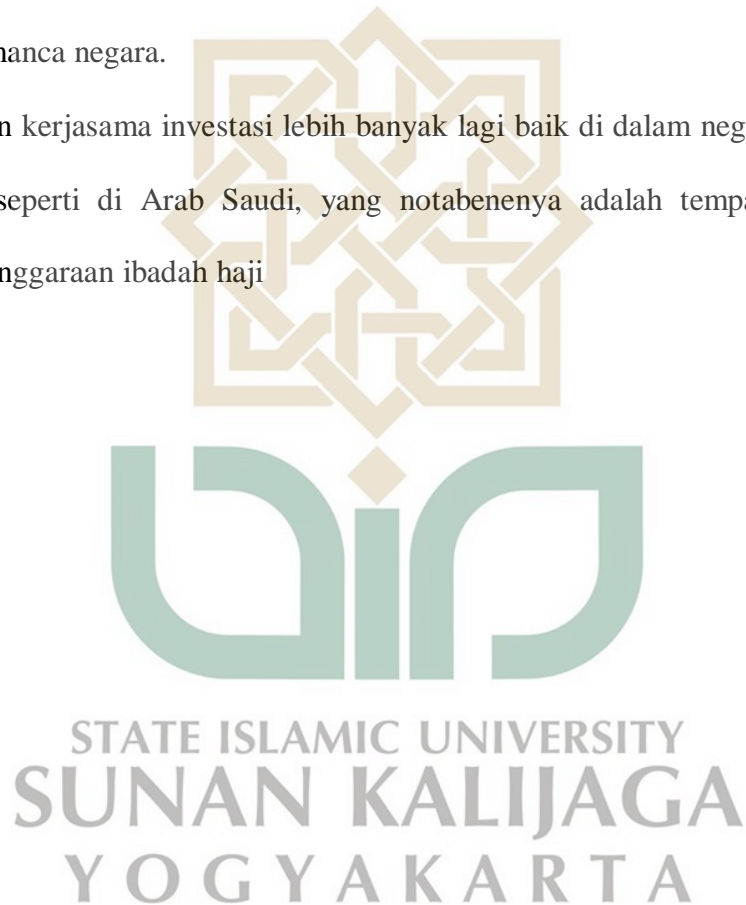 manca negara.
n kerjasama investasi lebih banyak lagi baik di dalam neg
seperti di Arab Saudi, yang notabenenya adalah tempa
nggaraan ibadah haji
STATE ISLAMIC UNIVERSITY
SUNAN KALIJAGA
YOGYAKARTA